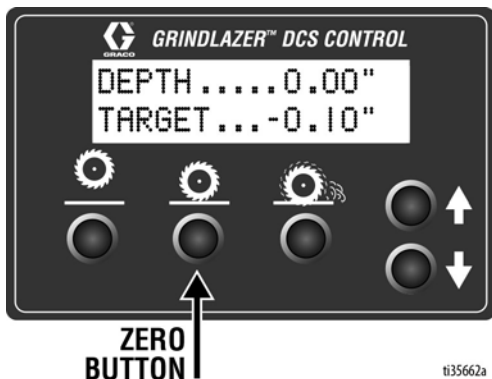 GRACO
GRINDLAZER™ DCS CONTROL
DEPTH.....0.00"
TARGET...-0.10"
ZERO
BUTTON
ti35662a